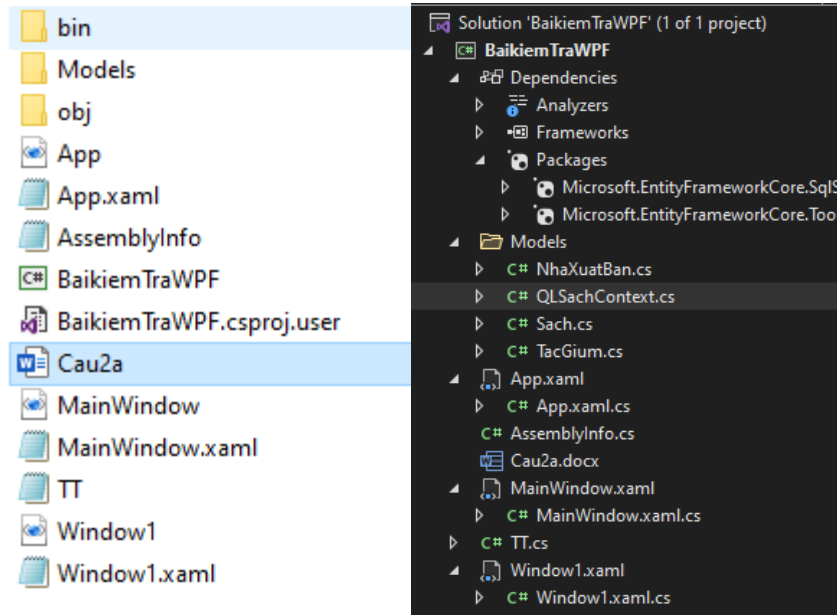 bin
Models
obj
App
App.xaml
AssemblyInfo
BaikiemTraWPF
BaikiemTraWPF.csproj.user
Cau2a
MainWindow
MainWindow.xaml
TT
Window1
Window1.xaml
Solution 'BaikiemTraWPF' (1 of 1 project)
C# BaikiemTraWPF
Dependencies
Analyzers
Frameworks
Packages
Microsoft.EntityFrameworkCore.SqlS
Microsoft.EntityFrameworkCore.Too
Models
C# NhaXuatBan.cs
C# QLSachContext.cs
C# Sach.cs
C# TacGium.cs
App.xaml
C# App.xaml.cs
C# AssemblyInfo.cs
Cau2a.docx
MainWindow.xaml
C# MainWindow.xaml.cs
C# TT.cs
Window1.xaml
C# Window1.xaml.cs